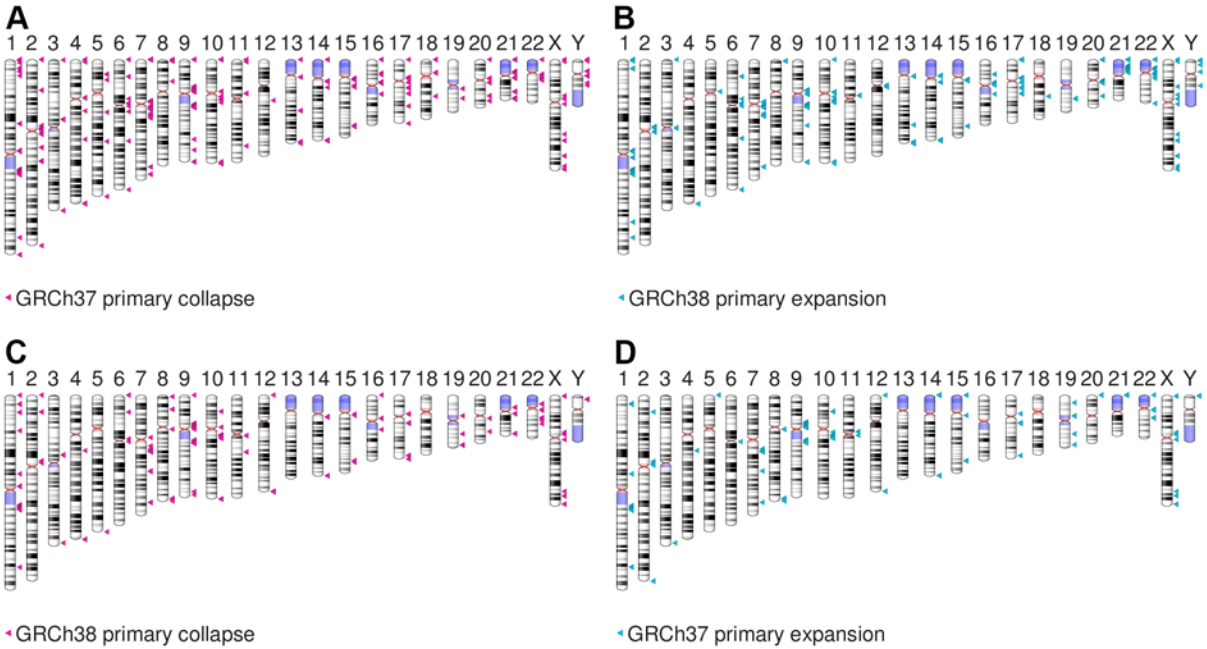 A
1 2 3 4 5 6 7 8 9 10 11 12 13 14 15 16 17 18 19 20 21 22 X Y
GRCh37 primary collapse
B
1 2 3 4 5 6 7 8 9 10 11 12 13 14 15 16 17 18 19 20 21 22 X Y
GRCh38 primary expansion
C
1 2 3 4 5 6 7 8 9 10 11 12 13 14 15 16 17 18 19 20 21 22 X Y
GRCh38 primary collapse
D
1 2 3 4 5 6 7 8 9 10 11 12 13 14 15 16 17 18 19 20 21 22 X Y
GRCh37 primary expansion